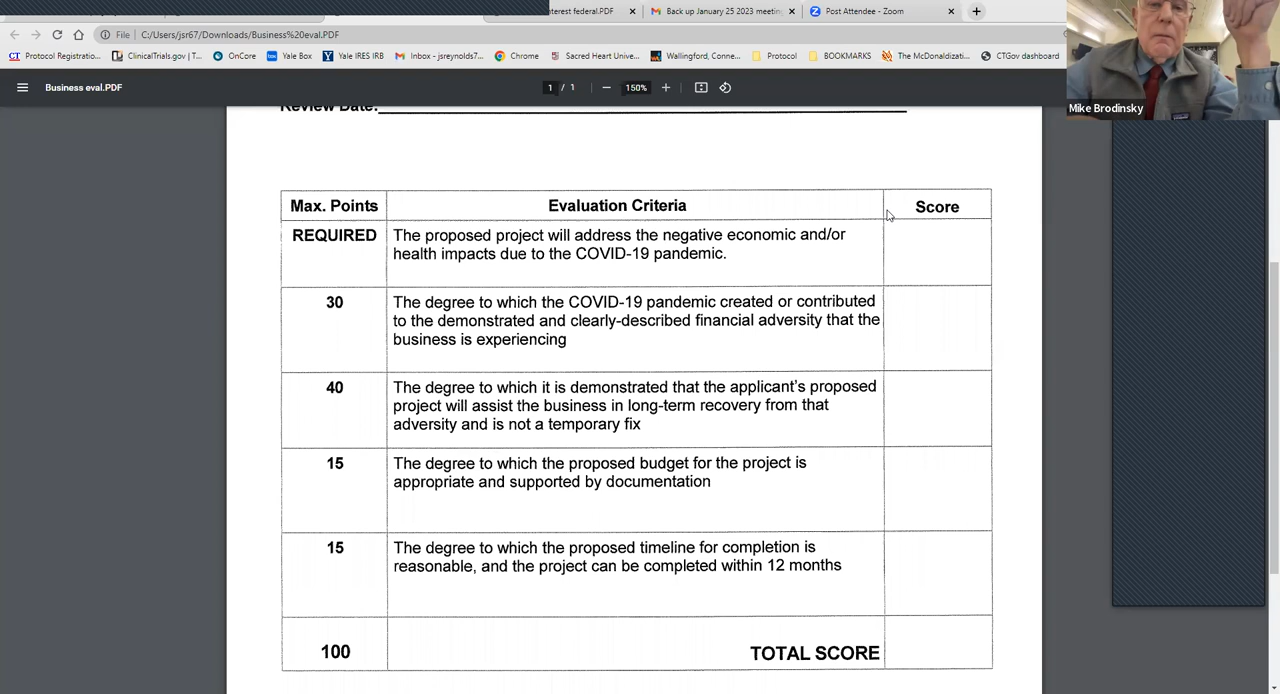 interest federal.PDF
Back up January 25 2023 meetin
Post Attendee - Zoom
File
C:/Users/jsr67/Downloads/Business%20eval.PDF
CT Protocol Registratio...
ClinicalTrials.gov | T...
OnCore
box Yale Box
Y Yale IRES IRB
Inbox - jsreynolds7...
Chrome
Sacred Heart Unive...
Wallingford, Conne...
Protocol
BOOKMARKS
The McDonaldizati...
CTGov dashboard
Mike Brodinsky
Business eval.PDF
1 / 1
150%
Review Date:
Max. Points
Evaluation Criteria
Score
REQUIRED
The proposed project will address the negative economic and/or
health impacts due to the COVID-19 pandemic.
30
The degree to which the COVID-19 pandemic created or contributed
to the demonstrated and clearly-described financial adversity that the
business is experiencing
40
The degree to which it is demonstrated that the applicant's proposed
project will assist the business in long-term recovery from that
adversity and is not a temporary fix
15
The degree to which the proposed budget for the project is
appropriate and supported by documentation
15
The degree to which the proposed timeline for completion is
reasonable, and the project can be completed within 12 months
100
TOTAL SCORE